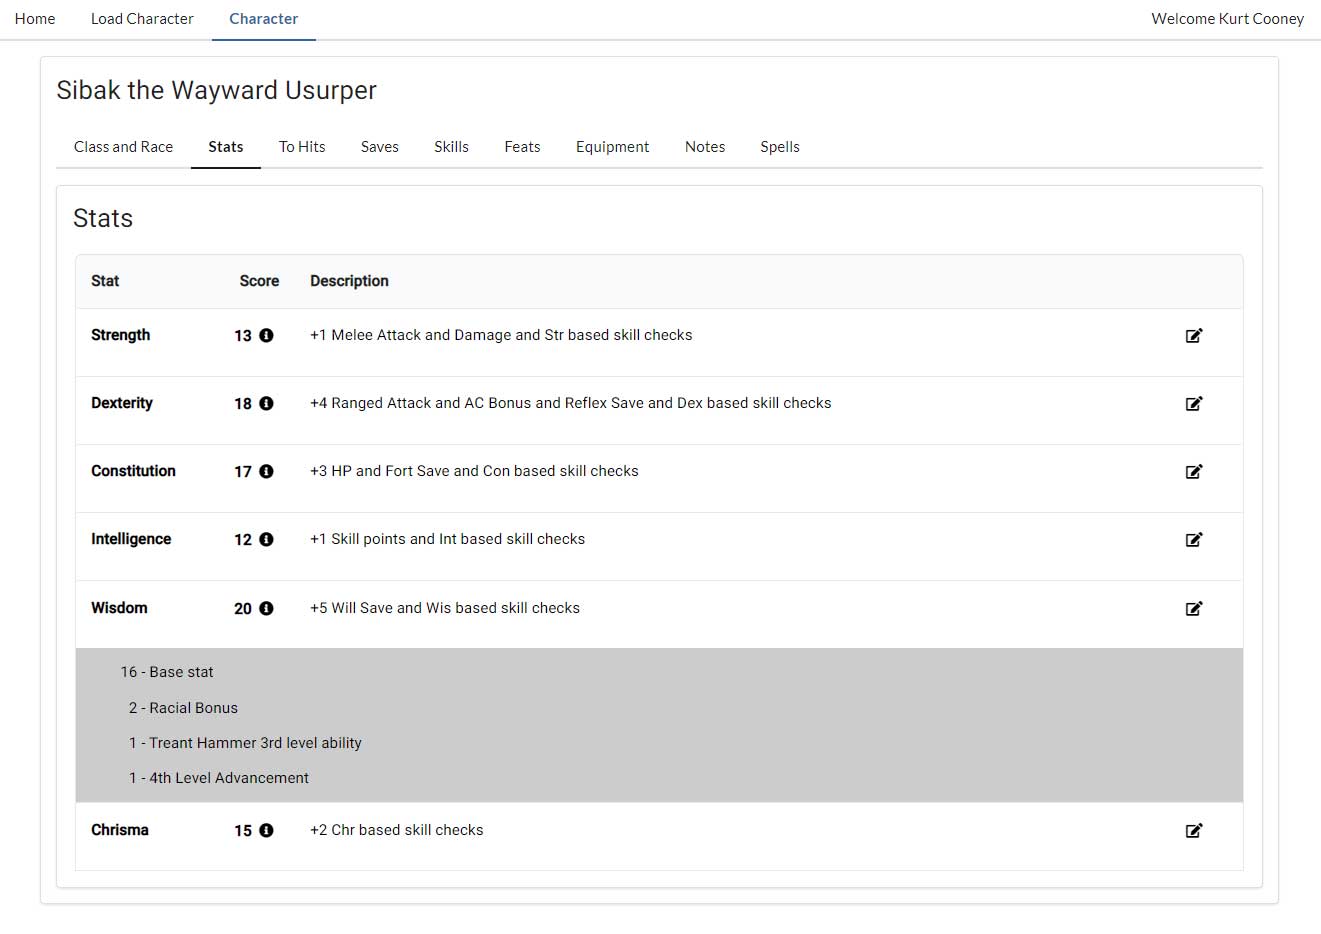 Home Load Character Character Welcome Kurt Cooney
Sibak the Wayward Usurper
Class and Race Stats To Hits Saves Skills Feats Equipment Notes Spells
Stats
Stat Score Description
Strength 13 +1 Melee Attack and Damage and Str based skill checks
Dexterity 18 +4 Ranged Attack and AC Bonus and Reflex Save and Dex based skill checks
Constitution 17 +3 HP and Fort Save and Con based skill checks
Intelligence 12 +1 Skill points and Int based skill checks
Wisdom 20 +5 Will Save and Wis based skill checks
16 - Base stat
2 - Racial Bonus
1 - Treant Hammer 3rd level ability
1 - 4th Level Advancement
Chrisma 15 +2 Chr based skill checks